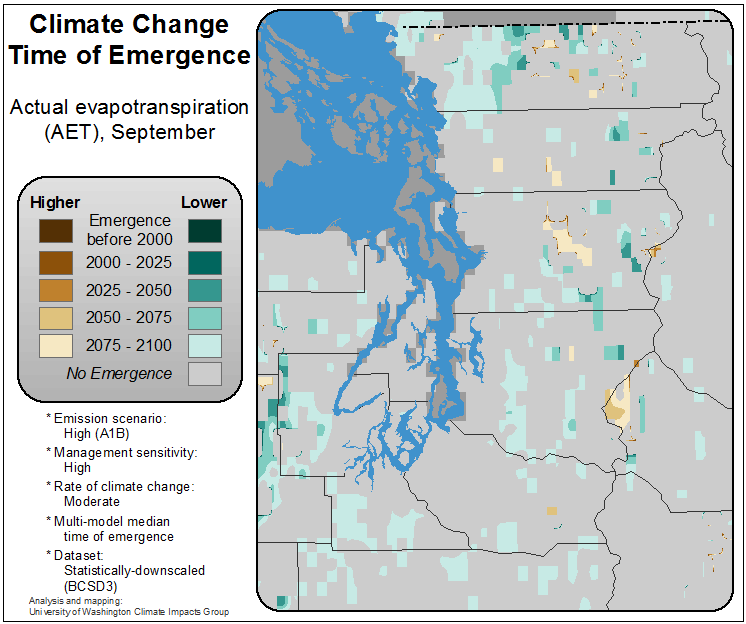 Climate Change
Time of Emergence
Actual evapotranspiration
(AET), September
Higher Lower
Emergence
before 2000
2000 - 2025
2025 - 2050
2050 - 2075
2075 - 2100
No Emergence
* Emission scenario:
High (A1B)
* Management sensitivity:
High
* Rate of climate change:
Moderate
* Multi-model median
time of emergence
* Dataset:
Statistically-downscaled
(BCSD3)
Analysis and mapping:
University of Washington Climate Impacts Group